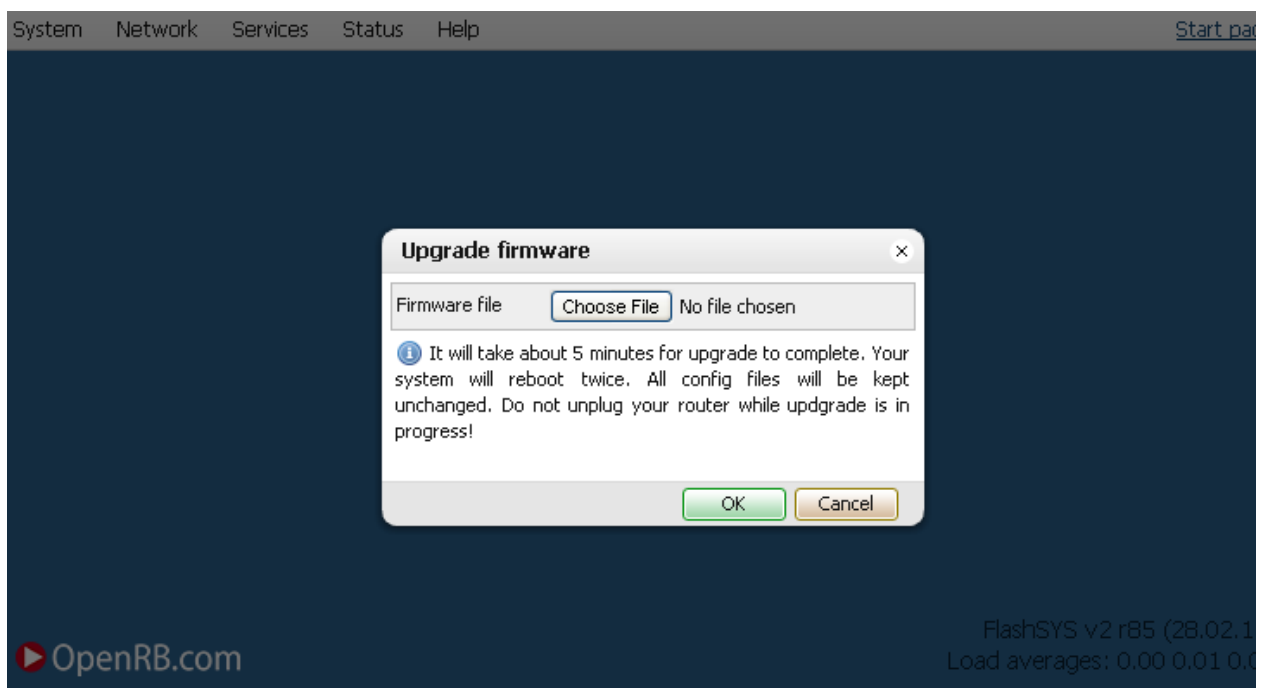 System Network Services Status Help Start pa
Upgrade firmware ×
Firmware file Choose File No file chosen
It will take about 5 minutes for upgrade to complete. Your
system will reboot twice. All config files will be kept
unchanged. Do not unplug your router while updgrade is in
progress!
OK Cancel
FlashSYS v2 r85 (28.02.1
OpenRB.com
Load averages: 0.00 0.01 0.0